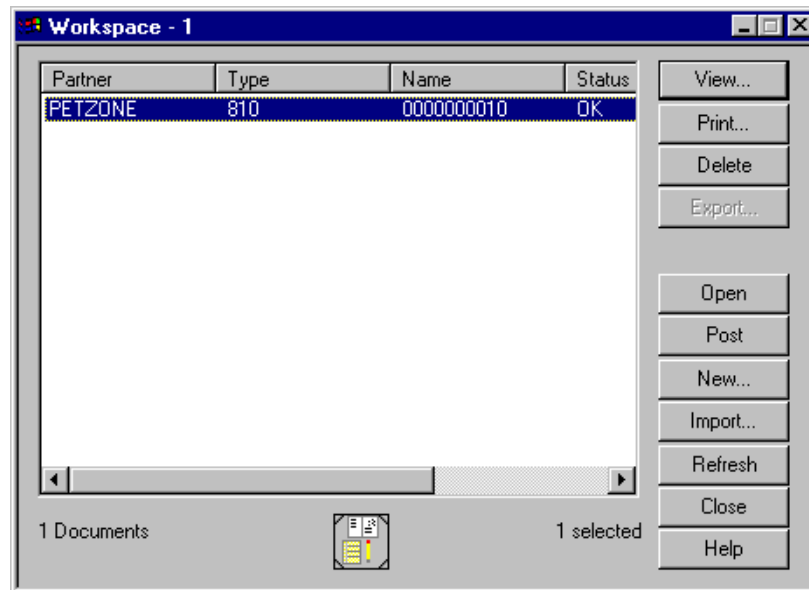 Workspace - 1
Partner Type Name Status
PETZONE 810 0000000010 OK
View...
Print...
Delete
Export...
Open
Post
New...
Import...
Refresh
Close
Help
1 Documents 1 selected